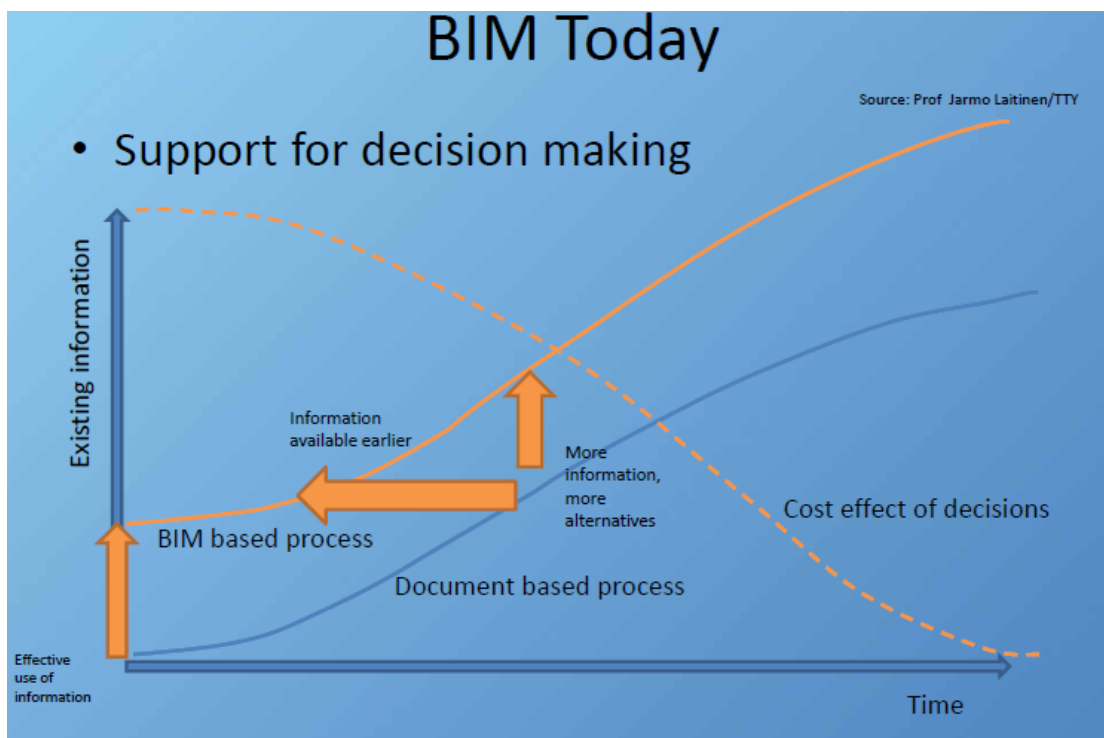 BIM Today
Source: Prof Jarmo Laitinen/TTY
• Support for decision making
Existing information
Information
available earlier
More
information,
more
alternatives
Cost effect of decisions
BIM based process
Document based process
Effective
use of
information
Time